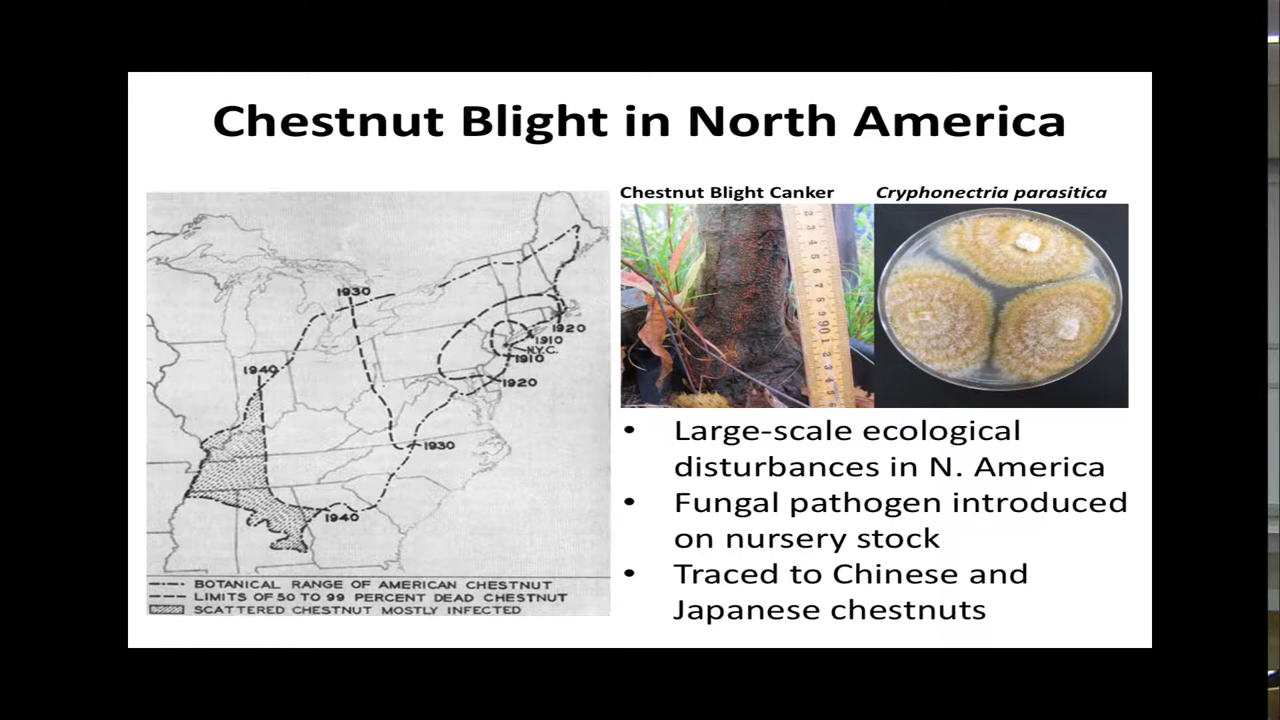 Chestnut Blight in North America
Chestnut Blight Canker
Cryphonectria parasitica
1930
1920
1910
N.Y.C.
1910
1940
1920
1930
1940
BOTANICAL RANGE OF AMERICAN CHESTNUT
LIMITS OF 50 TO 99 PERCENT DEAD CHESTNUT
SCATTERED CHESTNUT MOSTLY INFECTED
• Large-scale ecological
disturbances in N. America
• Fungal pathogen introduced
on nursery stock
• Traced to Chinese and
Japanese chestnuts